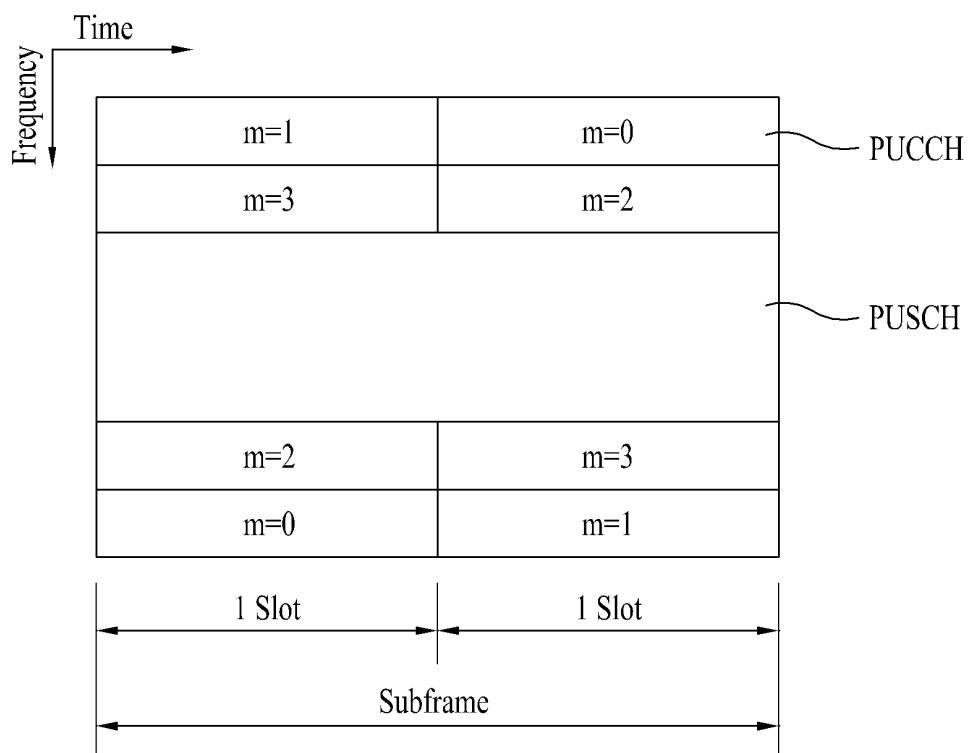 Time
Frequency
m=1
m=0
PUCCH
m=3
m=2
PUSCH
m=2
m=3
m=0
m=1
1 Slot
1 Slot
Subframe